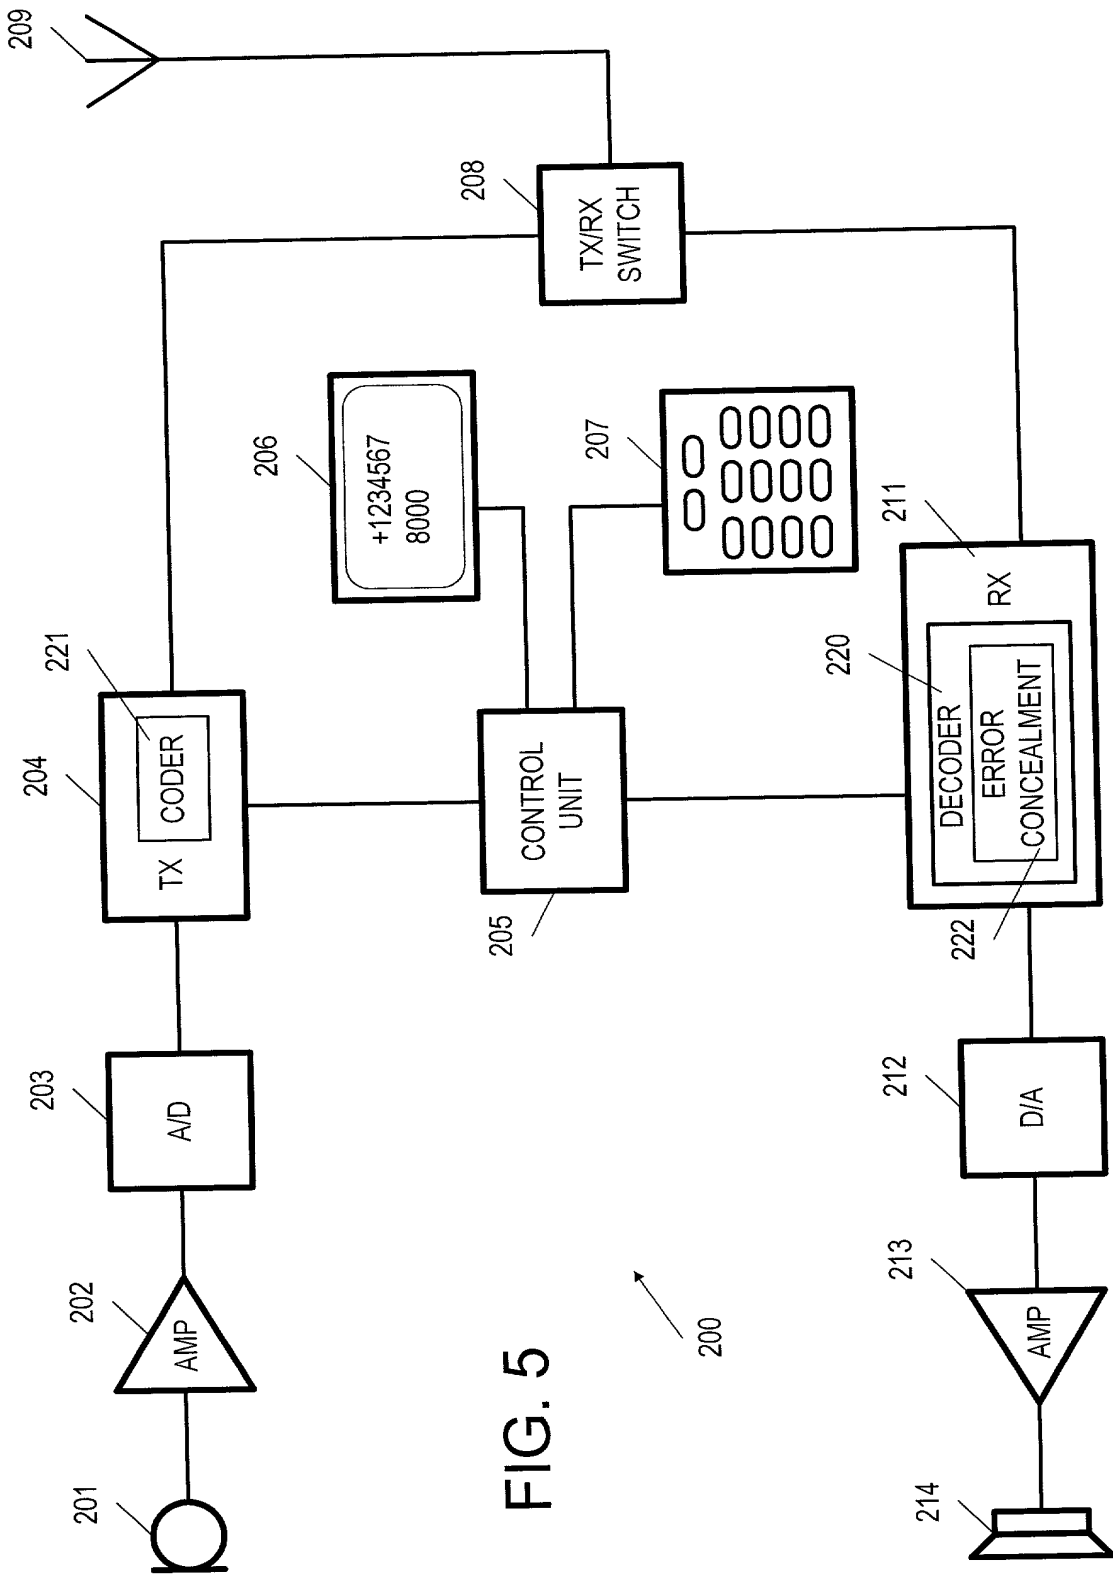 201
202
AMP
203
A/D
204
TX
221
CODER
209
205
CONTROL
UNIT
206
+1234567
8000
207
208
TX/RX
SWITCH
FIG. 5
200
214
213
AMP
212
D/A
222
DECODER
ERROR
CONCEALMENT
220
RX
211